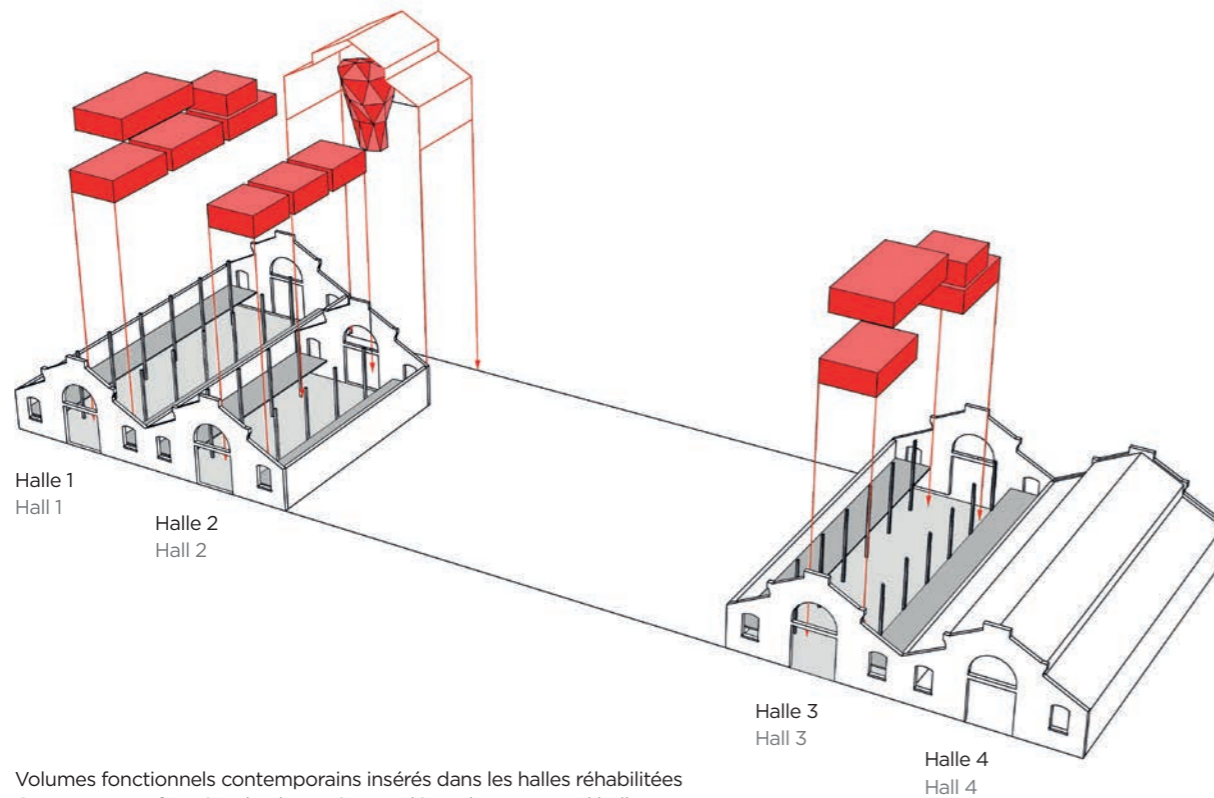 Halle 1
Hall 1
Halle 2
Hall 2
Halle 3
Hall 3
Halle 4
Hall 4
Volumes fonctionnels contemporains insérés dans les halles réhabilitées